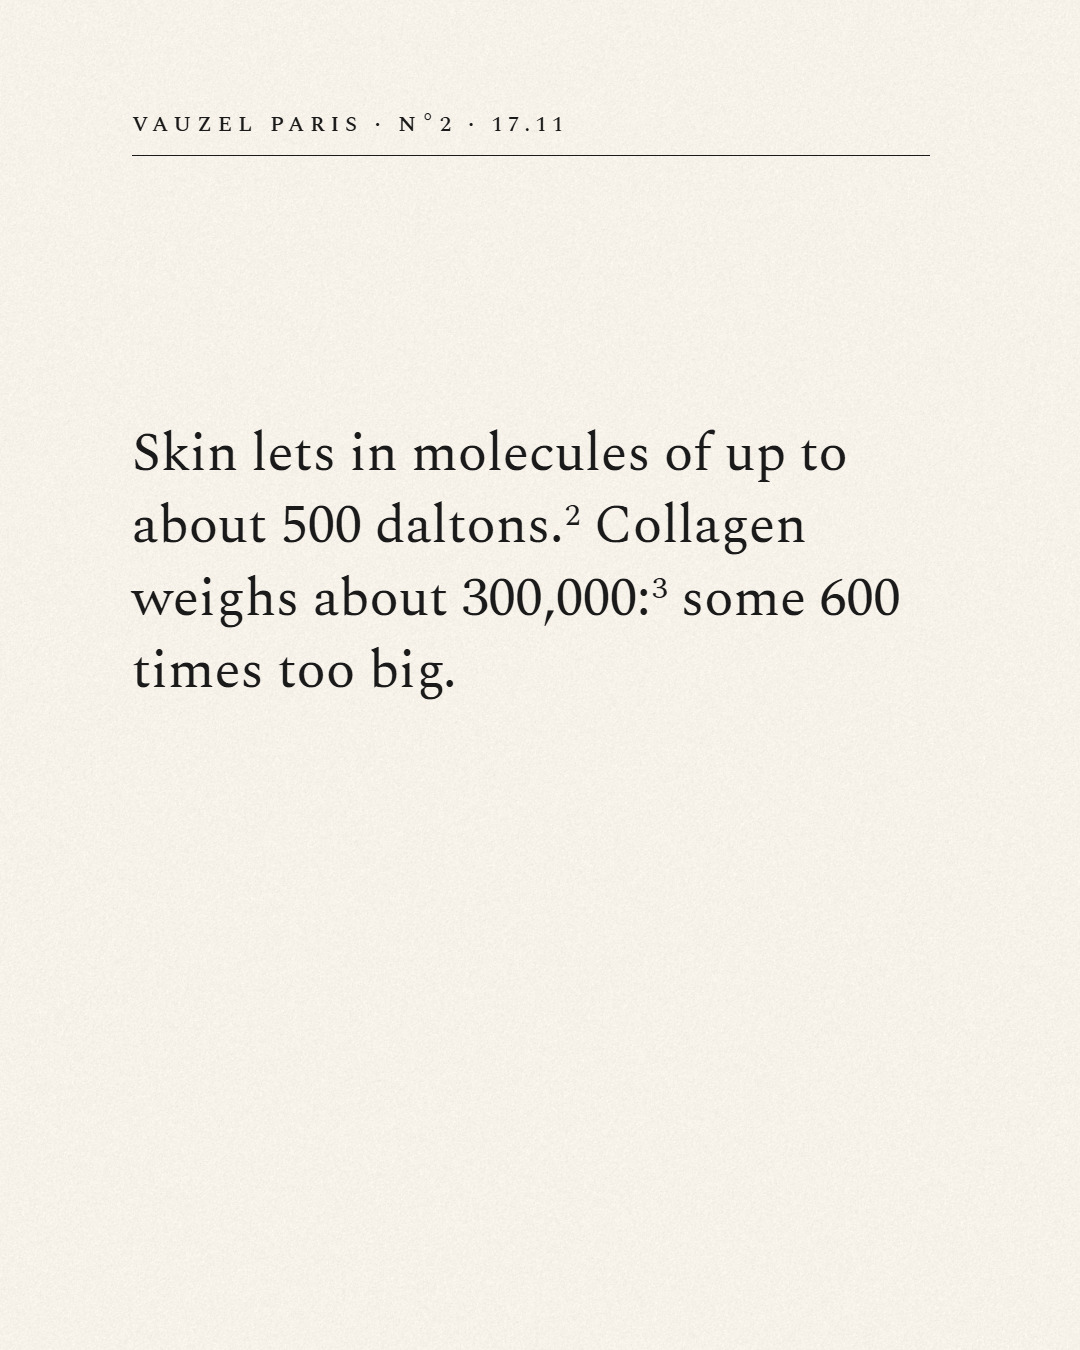 VAUZEL PARIS · N°2 · 17.11
Skin lets in molecules of up to
about 500 daltons.² Collagen
weighs about 300,000:³ some 600
times too big.